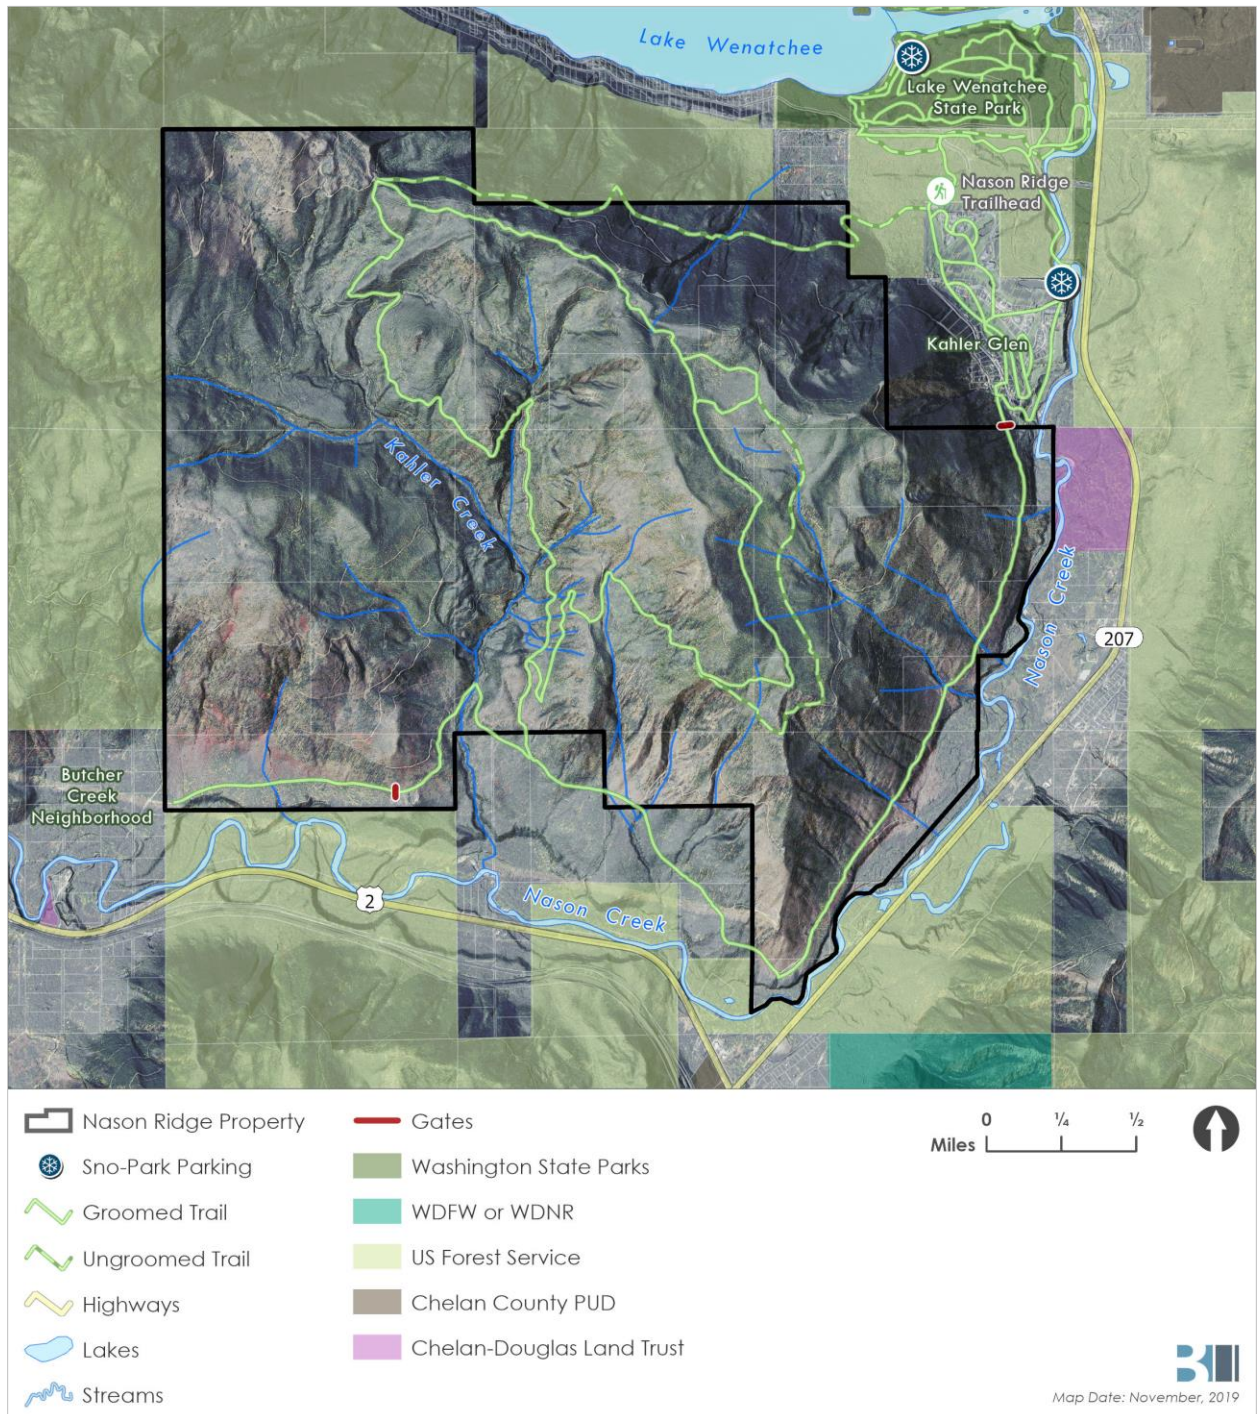 Lake Wenatchee
Lake Wenatchee
State Park
Nason Ridge
Trailhead
Kahler Glen
Kahler Creek
Nason Creek
207
Butcher
Creek
Neighborhood
2
Nason Creek
Nason Ridge Property
Sno-Park Parking
Groomed Trail
Ungroomed Trail
Highways
Lakes
Streams
Gates
Washington State Parks
WDFW or WDNR
US Forest Service
Chelan County PUD
Chelan-Douglas Land Trust
0 ¼ ½
Miles
Map Date: November, 2019